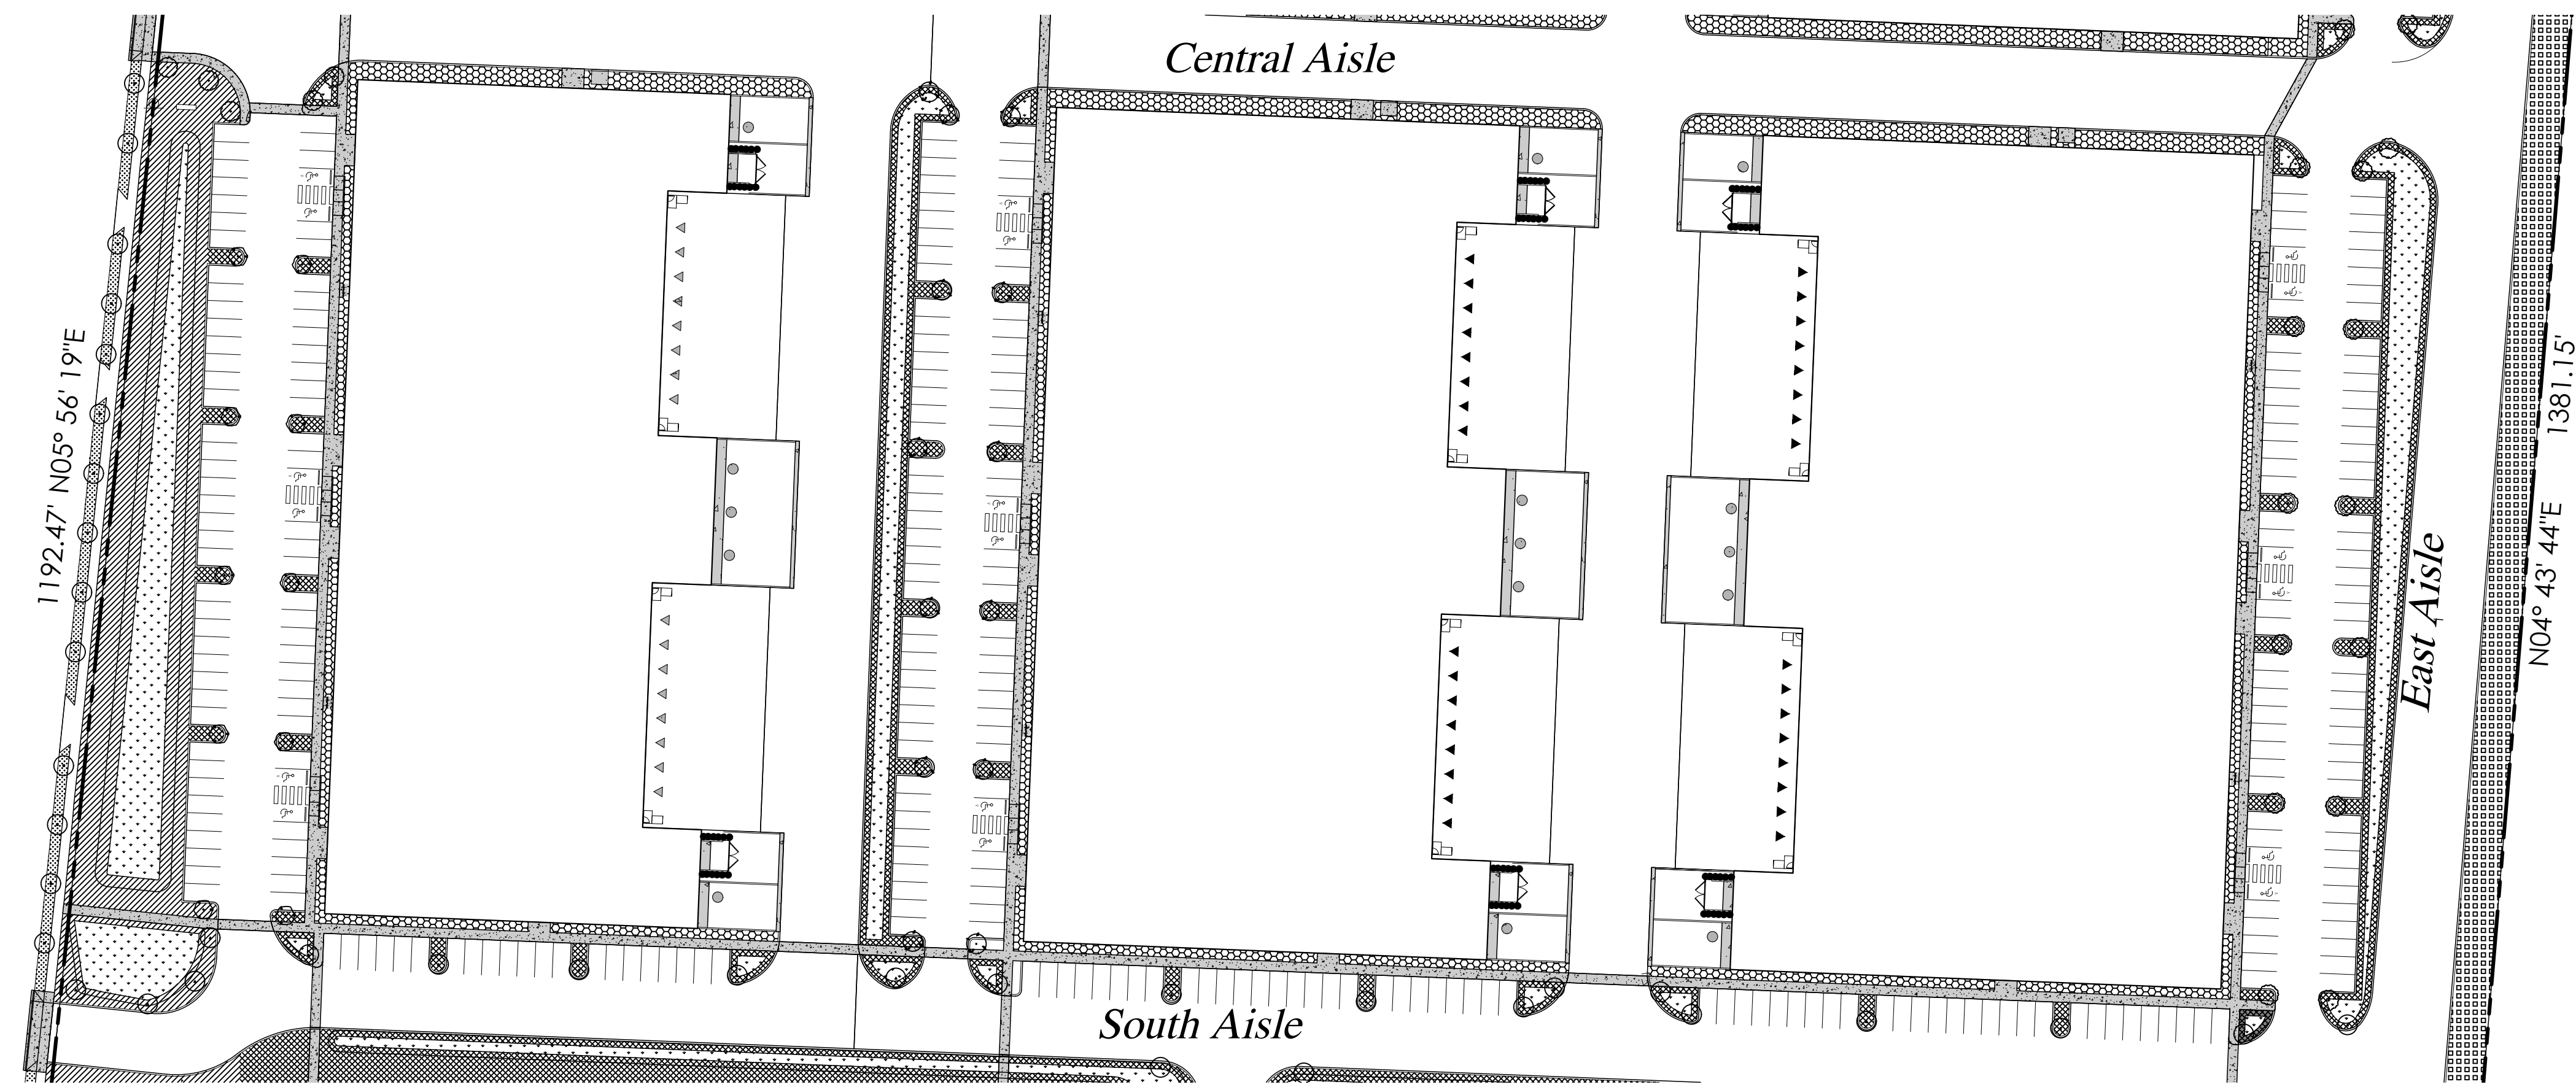 Central Aisle
1192.47' N05° 56' 19"E
1381.15'
N04° 43' 44"E
East Aisle
South Aisle